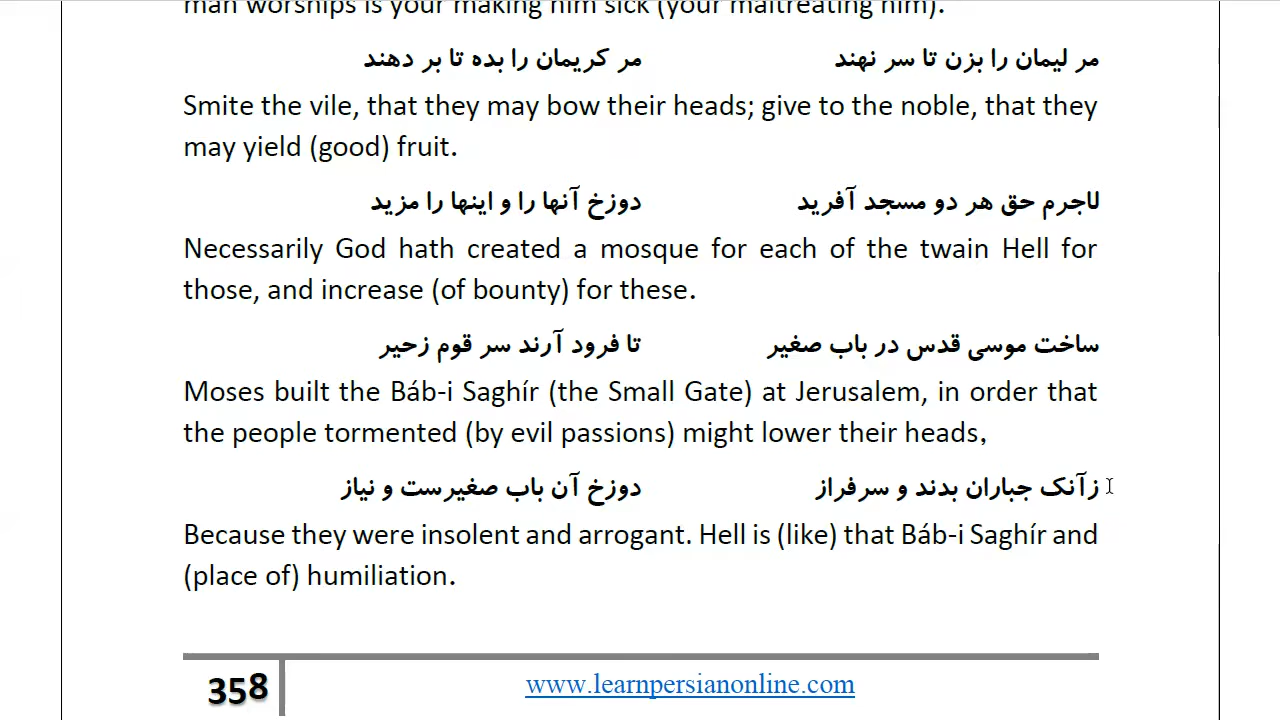 man worships is your making him sick (your maltreating him).
مر لیمان را بزن تا سر نهند    مر کریمان را بده تا بر دهند
Smite the vile, that they may bow their heads; give to the noble, that they
may yield (good) fruit.
لاجرم حق هر دو مسجد آفرید    دوزخ آنها را و اینها را مزید
Necessarily God hath created a mosque for each of the twain Hell for
those, and increase (of bounty) for these.
ساخت موسی قدس در باب صغیر    تا فرود آرند سر قوم زحیر
Moses built the Báb-i Saghír (the Small Gate) at Jerusalem, in order that
the people tormented (by evil passions) might lower their heads,
زآنک جباران بدند و سرفراز    دوزخ آن باب صغیرست و نیاز
Because they were insolent and arrogant. Hell is (like) that Báb-i Saghír and
(place of) humiliation.
358    www.learnpersianonline.com